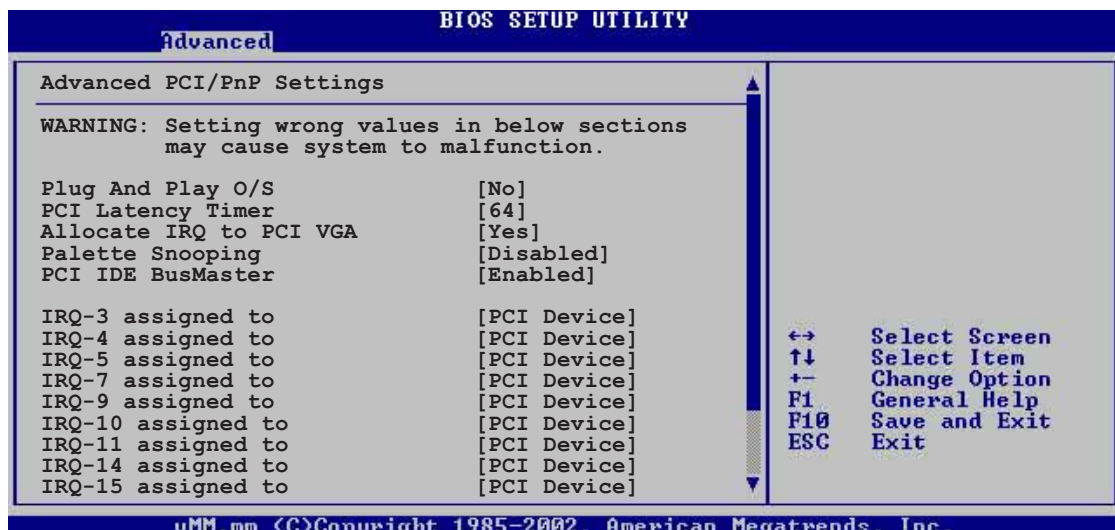 BIOS SETUP UTILITY
Advanced
Advanced PCI/PnP Settings
WARNING: Setting wrong values in below sections
may cause system to malfunction.
Plug And Play O/S [No]
PCI Latency Timer [64]
Allocate IRQ to PCI VGA [Yes]
Palette Snooping [Disabled]
PCI IDE BusMaster [Enabled]
IRQ-3 assigned to [PCI Device]
IRQ-4 assigned to [PCI Device]
IRQ-5 assigned to [PCI Device]
IRQ-7 assigned to [PCI Device]
IRQ-9 assigned to [PCI Device]
IRQ-10 assigned to [PCI Device]
IRQ-11 assigned to [PCI Device]
IRQ-14 assigned to [PCI Device]
IRQ-15 assigned to [PCI Device]
←→ Select Screen
↑↓ Select Item
+- Change Option
F1 General Help
F10 Save and Exit
ESC Exit
vMM.mm (C)Copyright 1985-2002, American Megatrends, Inc.